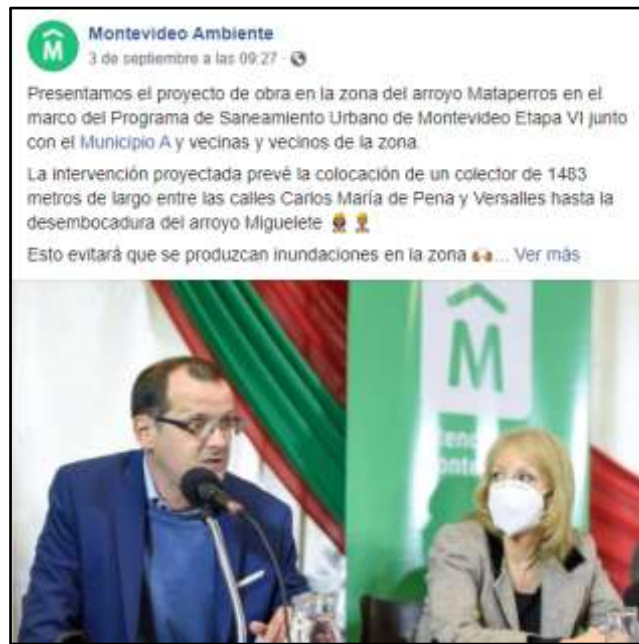 Montevideo Ambiente
3 de septiembre a las 09:27 ·
Presentamos el proyecto de obra en la zona del arroyo Mataperros en el
marco del Programa de Saneamiento Urbano de Montevideo Etapa VI junto
con el Municipio A y vecinas y vecinos de la zona.
La intervención proyectada prevé la colocación de un colector de 1483
metros de largo entre las calles Carlos María de Pena y Versalles hasta la
desembocadura del arroyo Miguelete
Esto evitará que se produzcan inundaciones en la zona ... Ver más
M